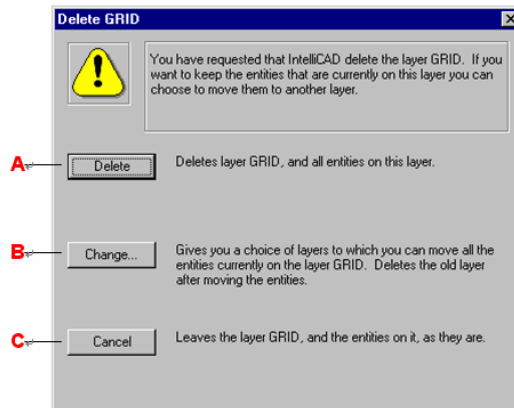 Delete GRID
You have requested that IntelliCAD delete the layer GRID. If you
want to keep the entities that are currently on this layer you can
choose to move them to another layer.
A Delete Deletes layer GRID, and all entities on this layer.
B Change... Gives you a choice of layers to which you can move all the
entities currently on the layer GRID. Deletes the old layer
after moving the entities.
C Cancel Leaves the layer GRID, and the entities on it, as they are.